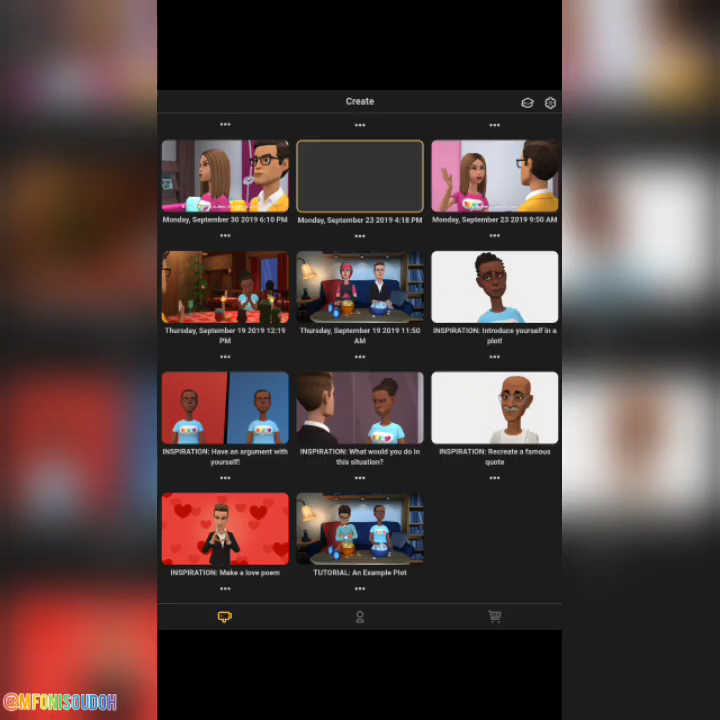 Create
Monday, September 30 2019 6:10 PM
Monday, September 23 2019 4:18 PM
Monday, September 23 2019 9:50 AM
Thursday, September 19 2019 12:19
PM
Thursday, September 19 2019 11:50
AM
INSPIRATION: Introduce yourself in a
plot!
INSPIRATION: Have an argument with
yourself!
INSPIRATION: What would you do in
this situation?
INSPIRATION: Recreate a famous
quote
INSPIRATION: Make a love poem
TUTORIAL: An Example Plot
@MFONISOUDOH